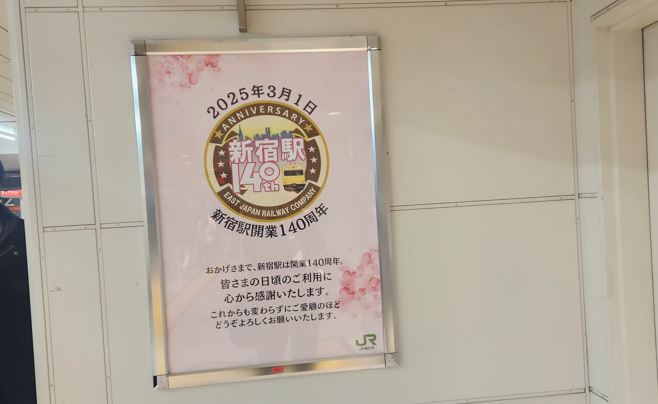 2025年3月1日
ANNIVERSARY
新宿駅
140th
EAST JAPAN RAILWAY COMPANY
新宿駅開業140周年
おかげさまで、新宿駅は開業140周年。
皆さまの日頃のご利用に
心から感謝いたします。
これからも変わらずにご愛顧のほど
どうぞよろしくお願いいたします。
JR
JR東日本